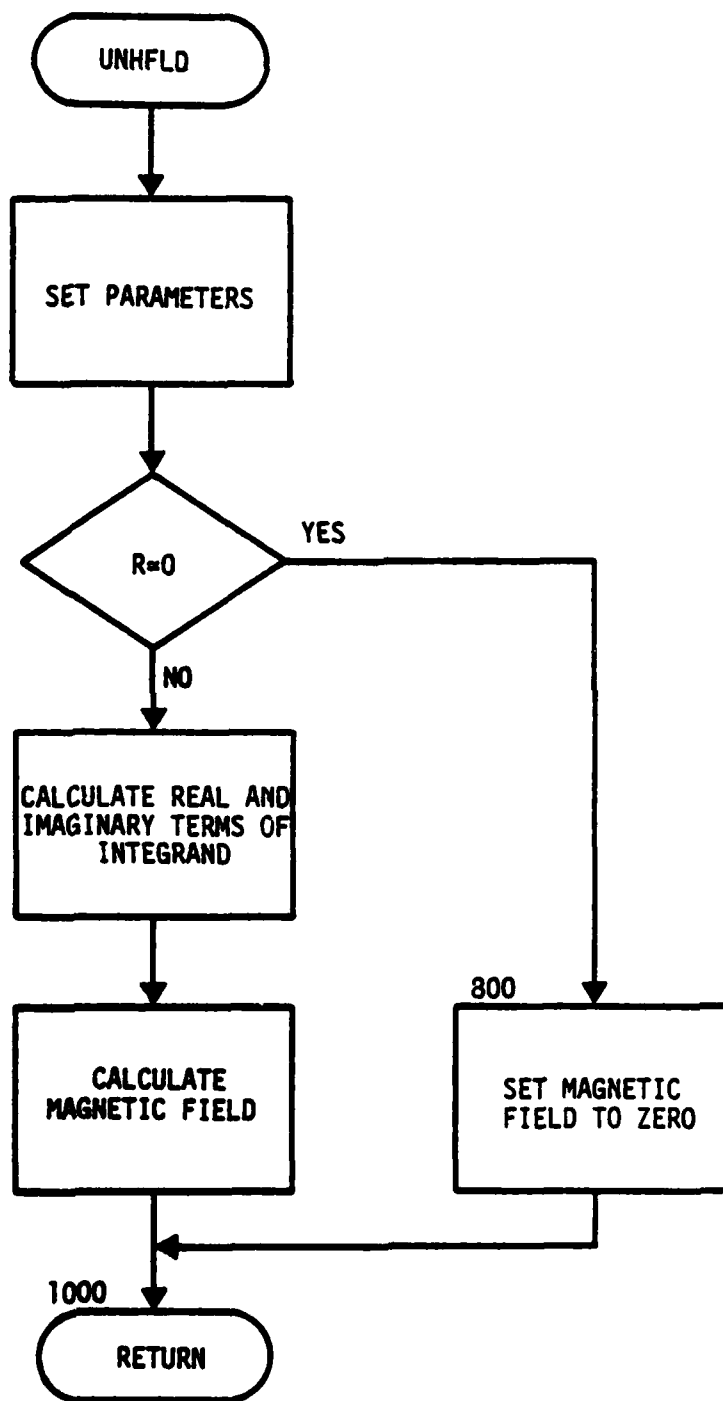 UNHFLD
SET PARAMETERS
R=0
YES
NO
CALCULATE REAL AND
IMAGINARY TERMS OF
INTEGRAND
800
CALCULATE
MAGNETIC FIELD
SET MAGNETIC
FIELD TO ZERO
1000
RETURN